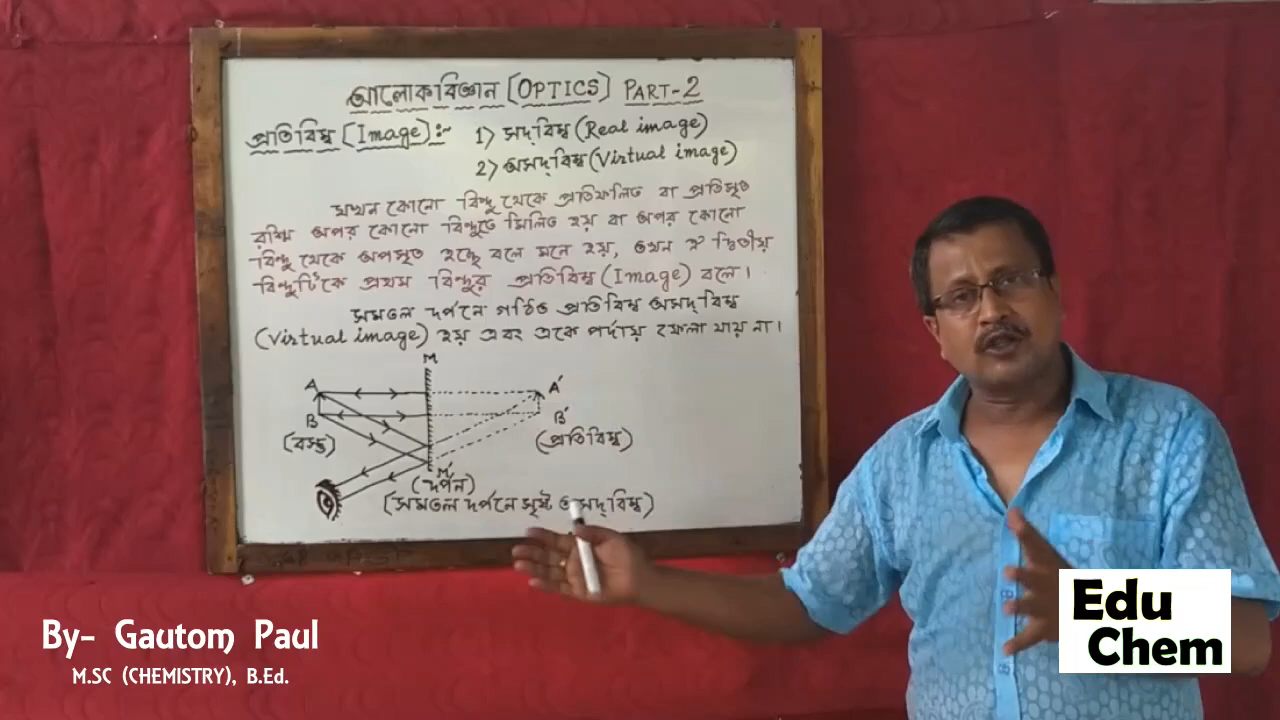 আলোকবিজ্ঞান [OPTICS] PART-2
প্রতিবিম্ব [Image] :-
1) সদ্‌বিম্ব (Real image)
2) অসদ্‌বিম্ব (Virtual image)
যখন কোনো বিন্দু থেকে প্রতিফলিত বা প্রতিসৃত
রশ্মি অপর কোনো বিন্দুতে মিলিত হয় বা অপর কোনো
বিন্দু থেকে অপসৃত হচ্ছে বলে মনে হয়, তখন ঐ দ্বিতীয়
বিন্দুটিকে প্রথম বিন্দুর প্রতিবিম্ব (Image) বলে।
সমতল দর্পনে গঠিত প্রতিবিম্ব অসদ্‌বিম্ব
(Virtual image) হয় এবং একে পর্দায় ফেলা যায় না।
M
A
A'
B
B'
(বস্তু)
(প্রতিবিম্ব)
M'
(দর্পন)
(সমতল দর্পনে সৃষ্ট অসদ্‌বিম্ব)
By- Gautom Paul
M.SC (CHEMISTRY), B.Ed.
Edu
Chem